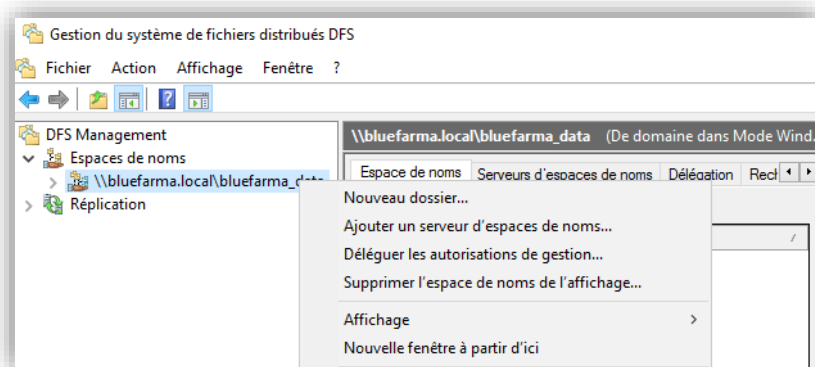 Gestion du système de fichiers distribués DFS
Fichier Action Affichage Fenêtre ?
DFS Management
Espaces de noms
\\bluefarma.local\bluefarma_data
Réplication
\\bluefarma.local\bluefarma_data (De domaine dans Mode Wind.
Espace de noms Serveurs d'espaces de noms Délégation Rech
Nouveau dossier...
Ajouter un serveur d'espaces de noms...
Déléguer les autorisations de gestion...
Supprimer l'espace de noms de l'affichage...
Affichage
Nouvelle fenêtre à partir d'ici